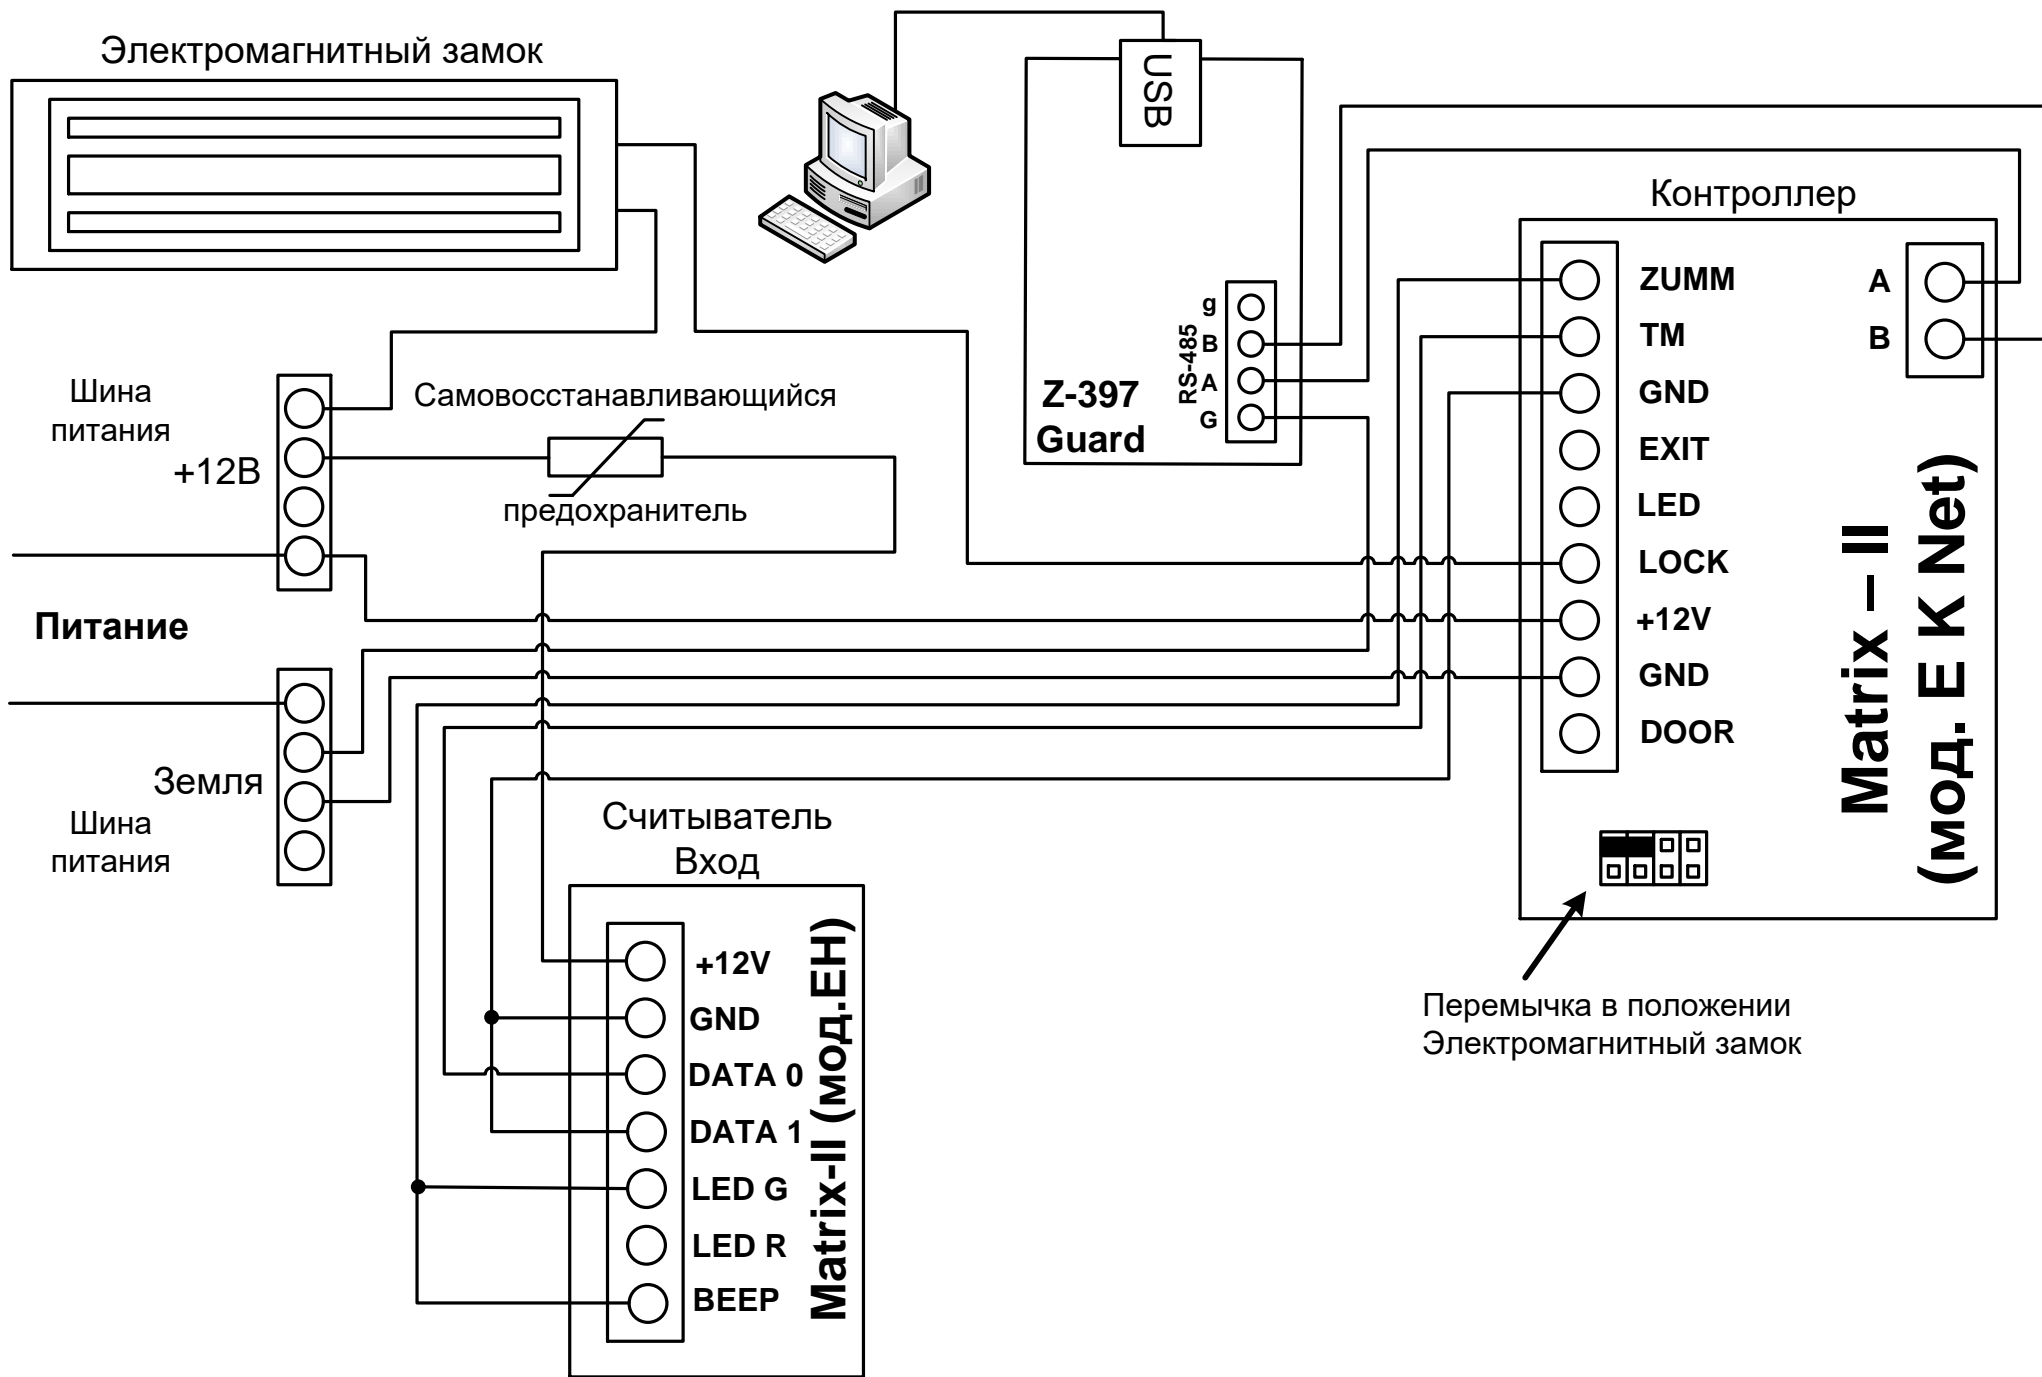 Электромагнитный замок
USB
Контроллер
ZUMM
TM
GND
EXIT
LED
LOCK
+12V
GND
DOOR
A
B
Matrix – II
(мод. E K Net)
g
B
A
G
RS-485
Z-397
Guard
Шина
питания
+12В
Самовосстанавливающийся
предохранитель
Питание
Земля
Шина
питания
Считыватель
Вход
+12V
GND
DATA 0
DATA 1
LED G
LED R
BEEP
Matrix-II (мод.EH)
Перемычка в положении
Электромагнитный замок